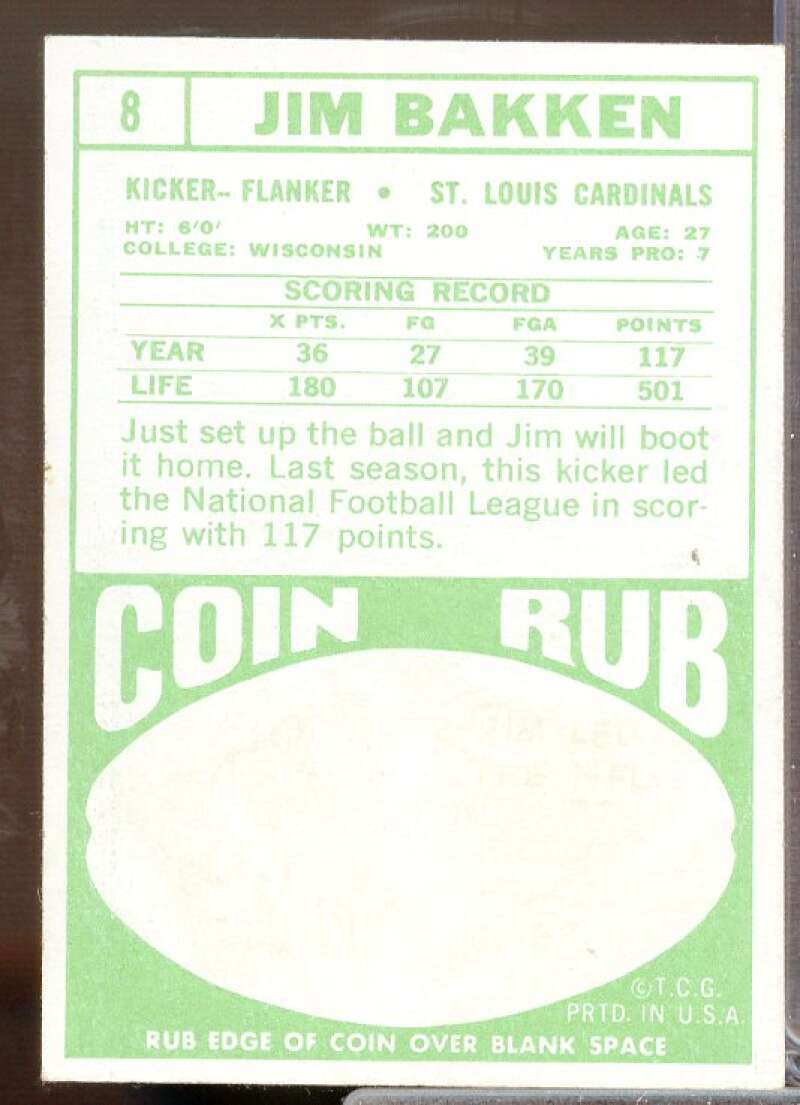 8 JIM BAKKEN
KICKER-- FLANKER • ST. LOUIS CARDINALS
HT: 6'0' WT: 200 AGE: 27
COLLEGE: WISCONSIN YEARS PRO: 7
SCORING RECORD
X PTS. FG FGA POINTS
YEAR 36 27 39 117
LIFE 180 107 170 501
Just set up the ball and Jim will boot
it home. Last season, this kicker led
the National Football League in scor-
ing with 117 points.
COIN RUB
©T.C.G.
PRTD. IN U.S.A.
RUB EDGE OF COIN OVER BLANK SPACE